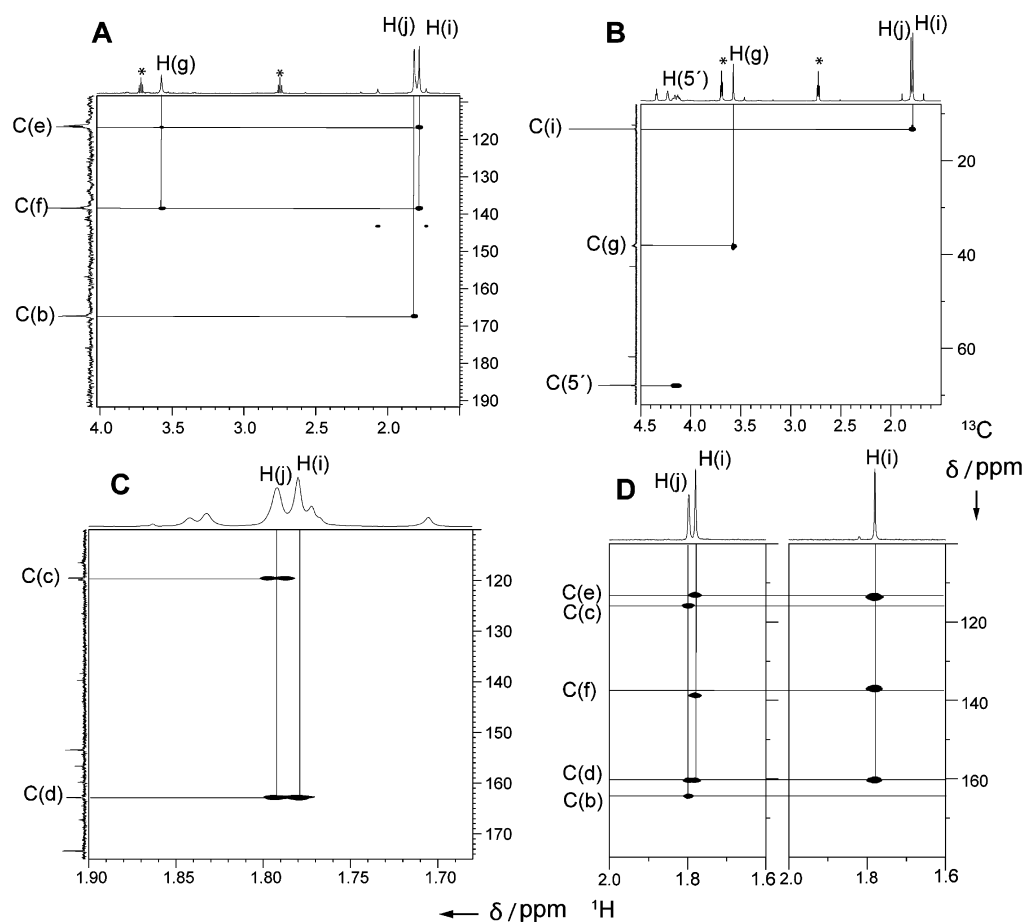 A
H(j)
H(i)
H(g)
*
*
C(e)
C(f)
C(b)
120
130
140
150
160
170
180
190
4.0
3.5
3.0
2.5
2.0
B
H(j)
H(i)
H(g)
*
*
H(5´)
C(i)
C(g)
C(5´)
20
40
60
4.5
4.0
3.5
3.0
2.5
2.0
13C
δ / ppm
C
H(j)
H(i)
C(c)
C(d)
120
130
140
150
160
170
1.90
1.85
1.80
1.75
1.70
D
H(j)
H(i)
H(i)
C(e)
C(c)
C(f)
C(d)
C(b)
120
140
160
2.0
1.8
1.6
2.0
1.8
1.6
δ / ppm 1H